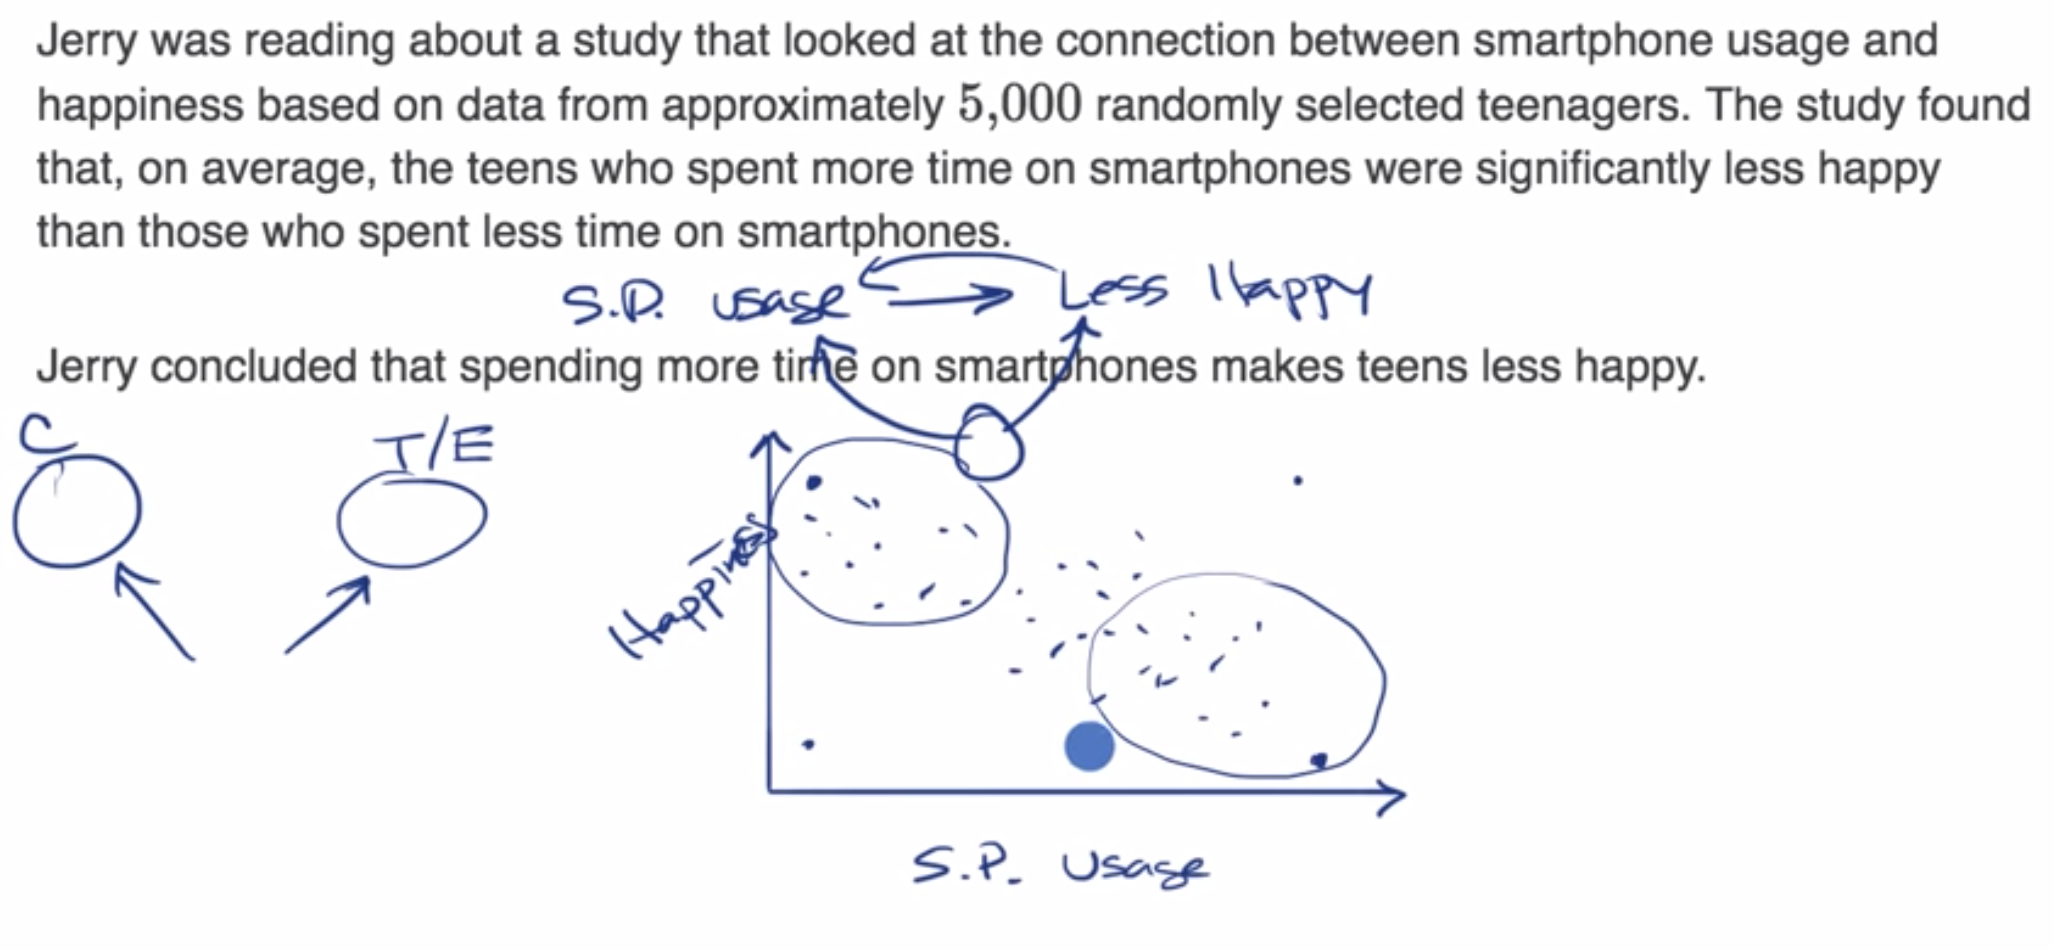 Jerry was reading about a study that looked at the connection between smartphone usage and
happiness based on data from approximately 5,000 randomly selected teenagers. The study found
that, on average, the teens who spent more time on smartphones were significantly less happy
than those who spent less time on smartphones.
S.P. usage Less Happy
Jerry concluded that spending more time on smartphones makes teens less happy.
C
T/E
Happiness
S.P. Usage